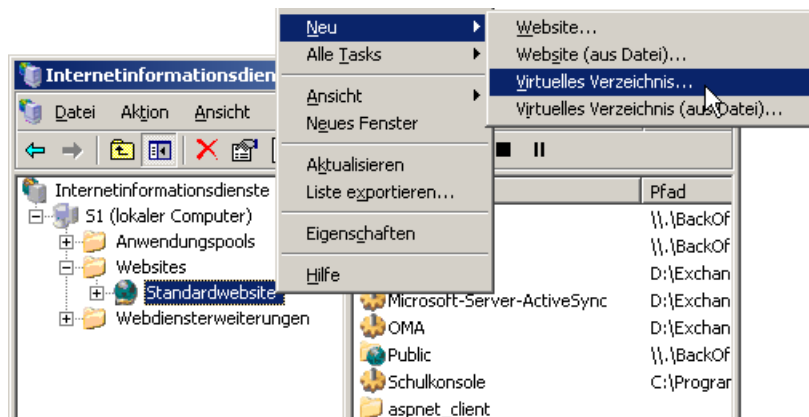 Neu
Alle Tasks
Ansicht
Neues Fenster
Aktualisieren
Liste exportieren...
Eigenschaften
Hilfe
Website...
Website (aus Datei)...
Virtuelles Verzeichnis...
Virtuelles Verzeichnis (aus Datei)...
Internetinformationsdien
Datei Aktion Ansicht
Internetinformationsdienste
S1 (lokaler Computer)
Anwendungspools
Websites
Standardwebsite
Webdiensterweiterungen
Pfad
\\.\BackOf
\\.\BackOf
D:\Exchan
Microsoft-Server-ActiveSync D:\Exchan
OMA D:\Exchan
Public \\.\BackOf
Schulkonsole C:\Prograr
aspnet_client